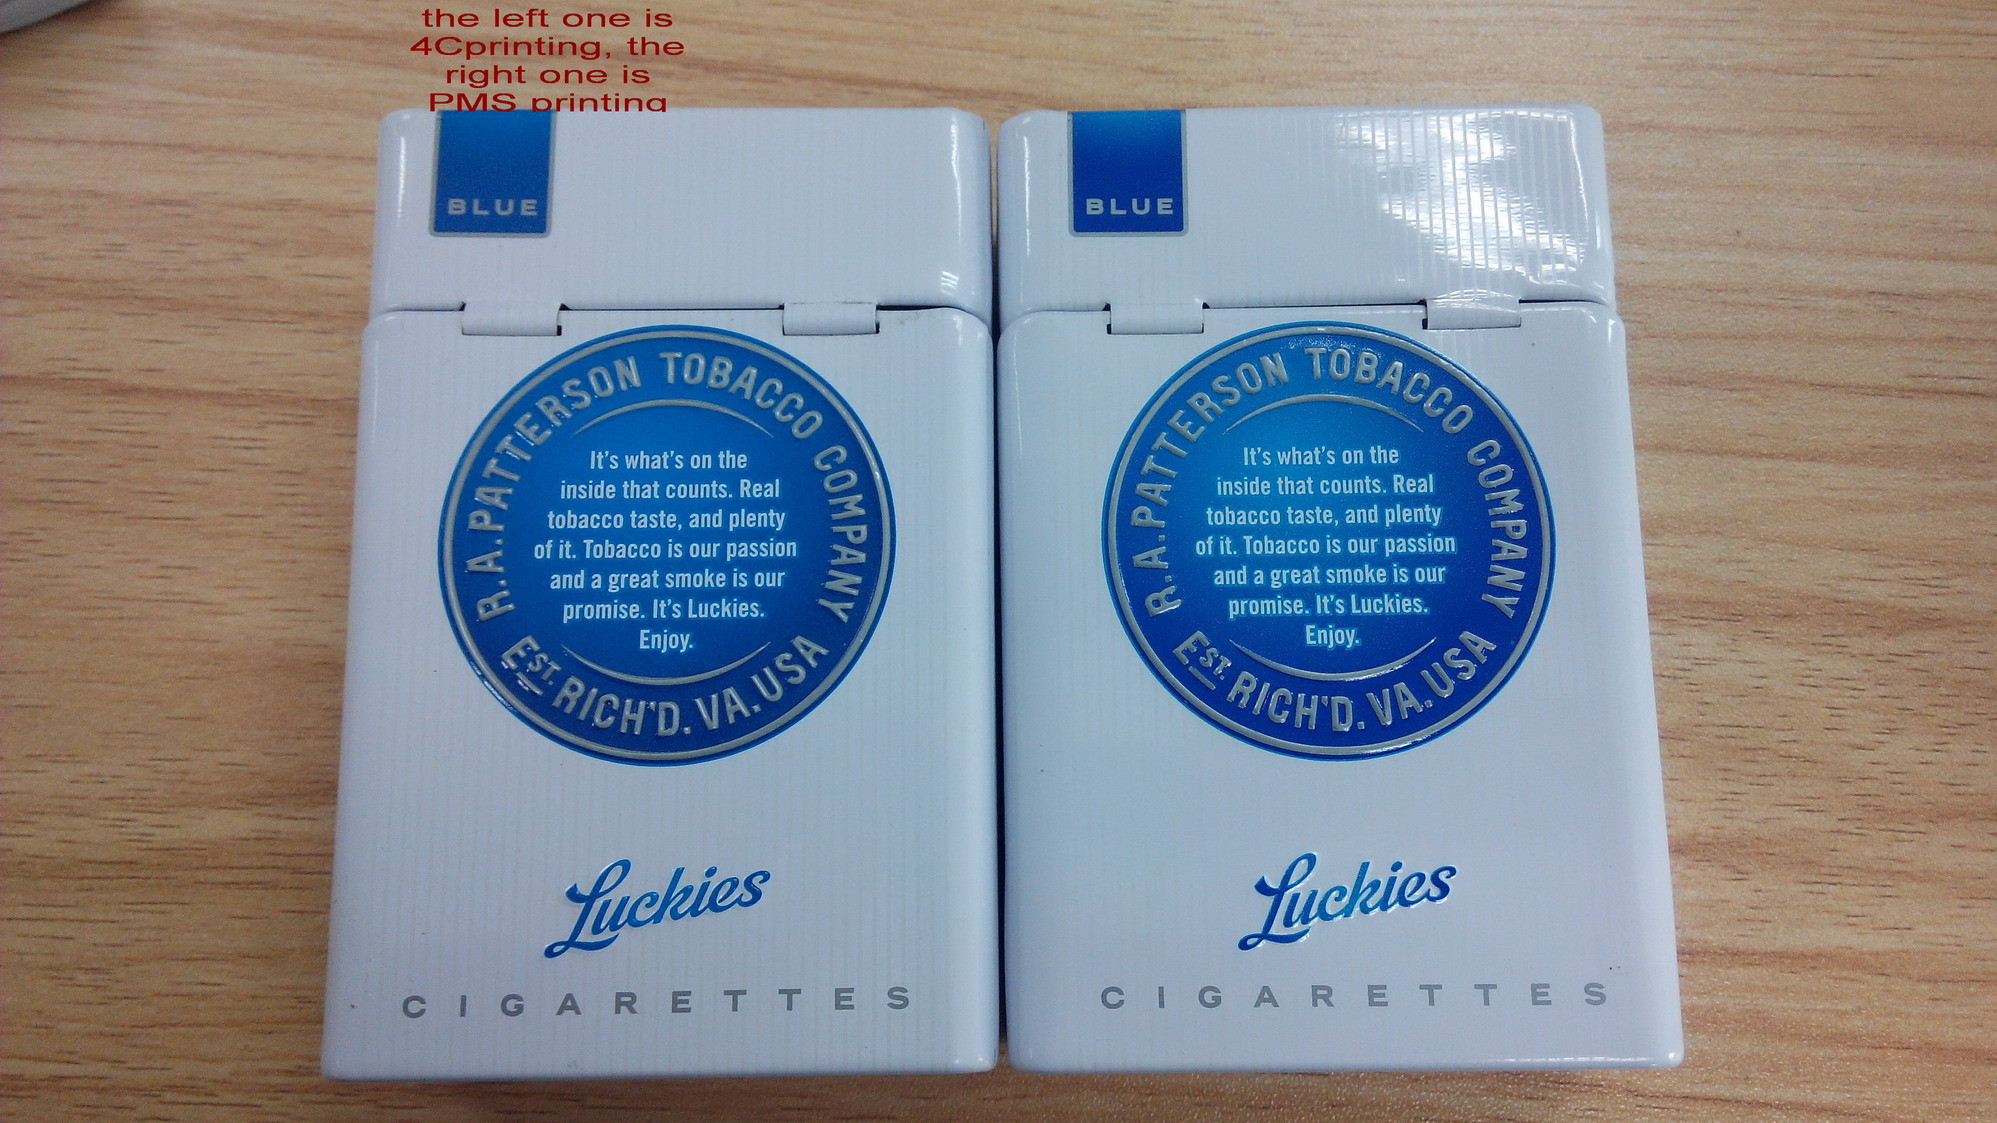 the left one is
4Cprinting, the
right one is
PMS printing
BLUE
R.A.PATTERSON TOBACCO COMPANY
It's what's on the
inside that counts. Real
tobacco taste, and plenty
of it. Tobacco is our passion
and a great smoke is our
promise. It's Luckies.
Enjoy.
EST. RICH'D. VA. USA
Luckies
CIGARETTES
BLUE
R.A.PATTERSON TOBACCO COMPANY
It's what's on the
inside that counts. Real
tobacco taste, and plenty
of it. Tobacco is our passion
and a great smoke is our
promise. It's Luckies.
Enjoy.
EST. RICH'D. VA. USA
Luckies
CIGARETTES